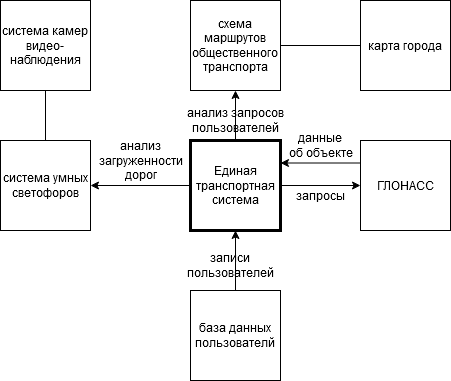 система камер
видео-
наблюдения
схема
маршрутов
общественного
транспорта
карта города
анализ запросов
пользователей
анализ
загруженности
дорог
данные
об объекте
система умных
светофоров
Единая
транспортная
система
ГЛОНАСС
запросы
записи
пользователей
база данных
пользователй